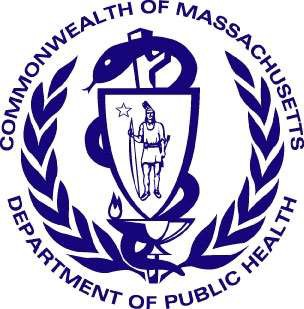 COMMONWEALTH OF MASSACHUSETTS
DEPARTMENT OF PUBLIC HEALTH